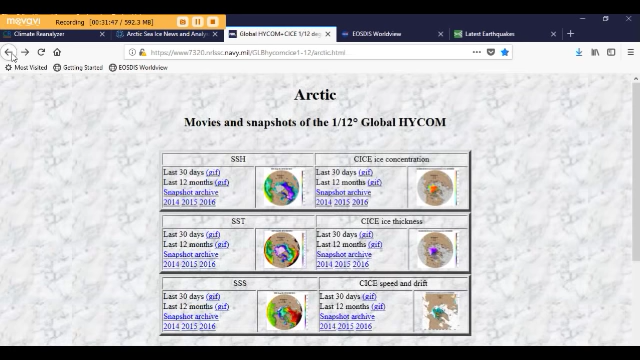 movavi Recording [00:31:47 / 592.3 MB]
Climate Reanalyzer
Arctic Sea Ice News and Analy
Global HYCOM+CICE 1/12 deg
EOSDIS Worldview
Latest Earthquakes
https://www7320.nrlssc.navy.mil/GLBhycomcice1-12/arctic.html
Most Visited Getting Started EOSDIS Worldview
Arctic
Movies and snapshots of the 1/12° Global HYCOM
SSH
Last 30 days (gif)
Last 12 months (gif)
Snapshot archive
2014 2015 2016
CICE ice concentration
Last 30 days (gif)
Last 12 months (gif)
Snapshot archive
2014 2015 2016
SST
Last 30 days (gif)
Last 12 months (gif)
Snapshot archive
2014 2015 2016
CICE ice thickness
Last 30 days (gif)
Last 12 months (gif)
Snapshot archive
2014 2015 2016
SSS
Last 30 days (gif)
Last 12 months (gif)
Snapshot archive
2014 2015 2016
CICE speed and drift
Last 30 days (gif)
Last 12 months (gif)
Snapshot archive
2014 2015 2016